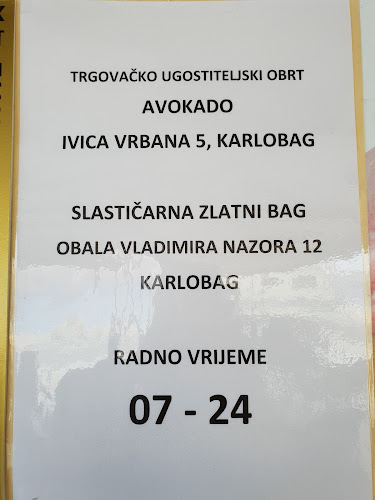 TRGOVAČKO UGOSTITELJSKI OBRT
AVOKADO
IVICA VRBANA 5, KARLOBAG
SLASTIČARNA ZLATNI BAG
OBALA VLADIMIRA NAZORA 12
KARLOBAG
RADNO VRIJEME
07 - 24